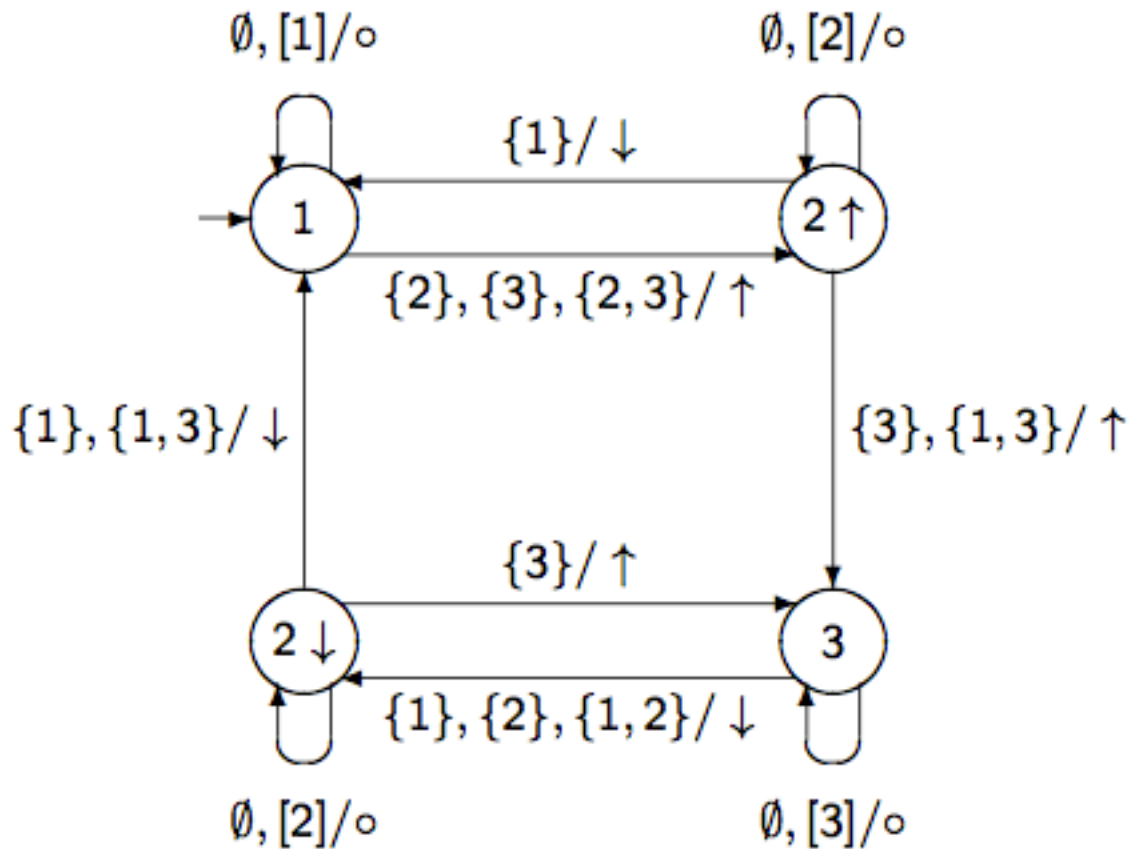 ∅, [1]/∘ ∅, [2]/∘
{1}/ ↓
1 2 ↑
{2}, {3}, {2, 3}/ ↑
{1}, {1, 3}/ ↓ {3}, {1, 3}/ ↑
{3}/ ↑
2 ↓ 3
{1}, {2}, {1, 2}/ ↓
∅, [2]/∘ ∅, [3]/∘